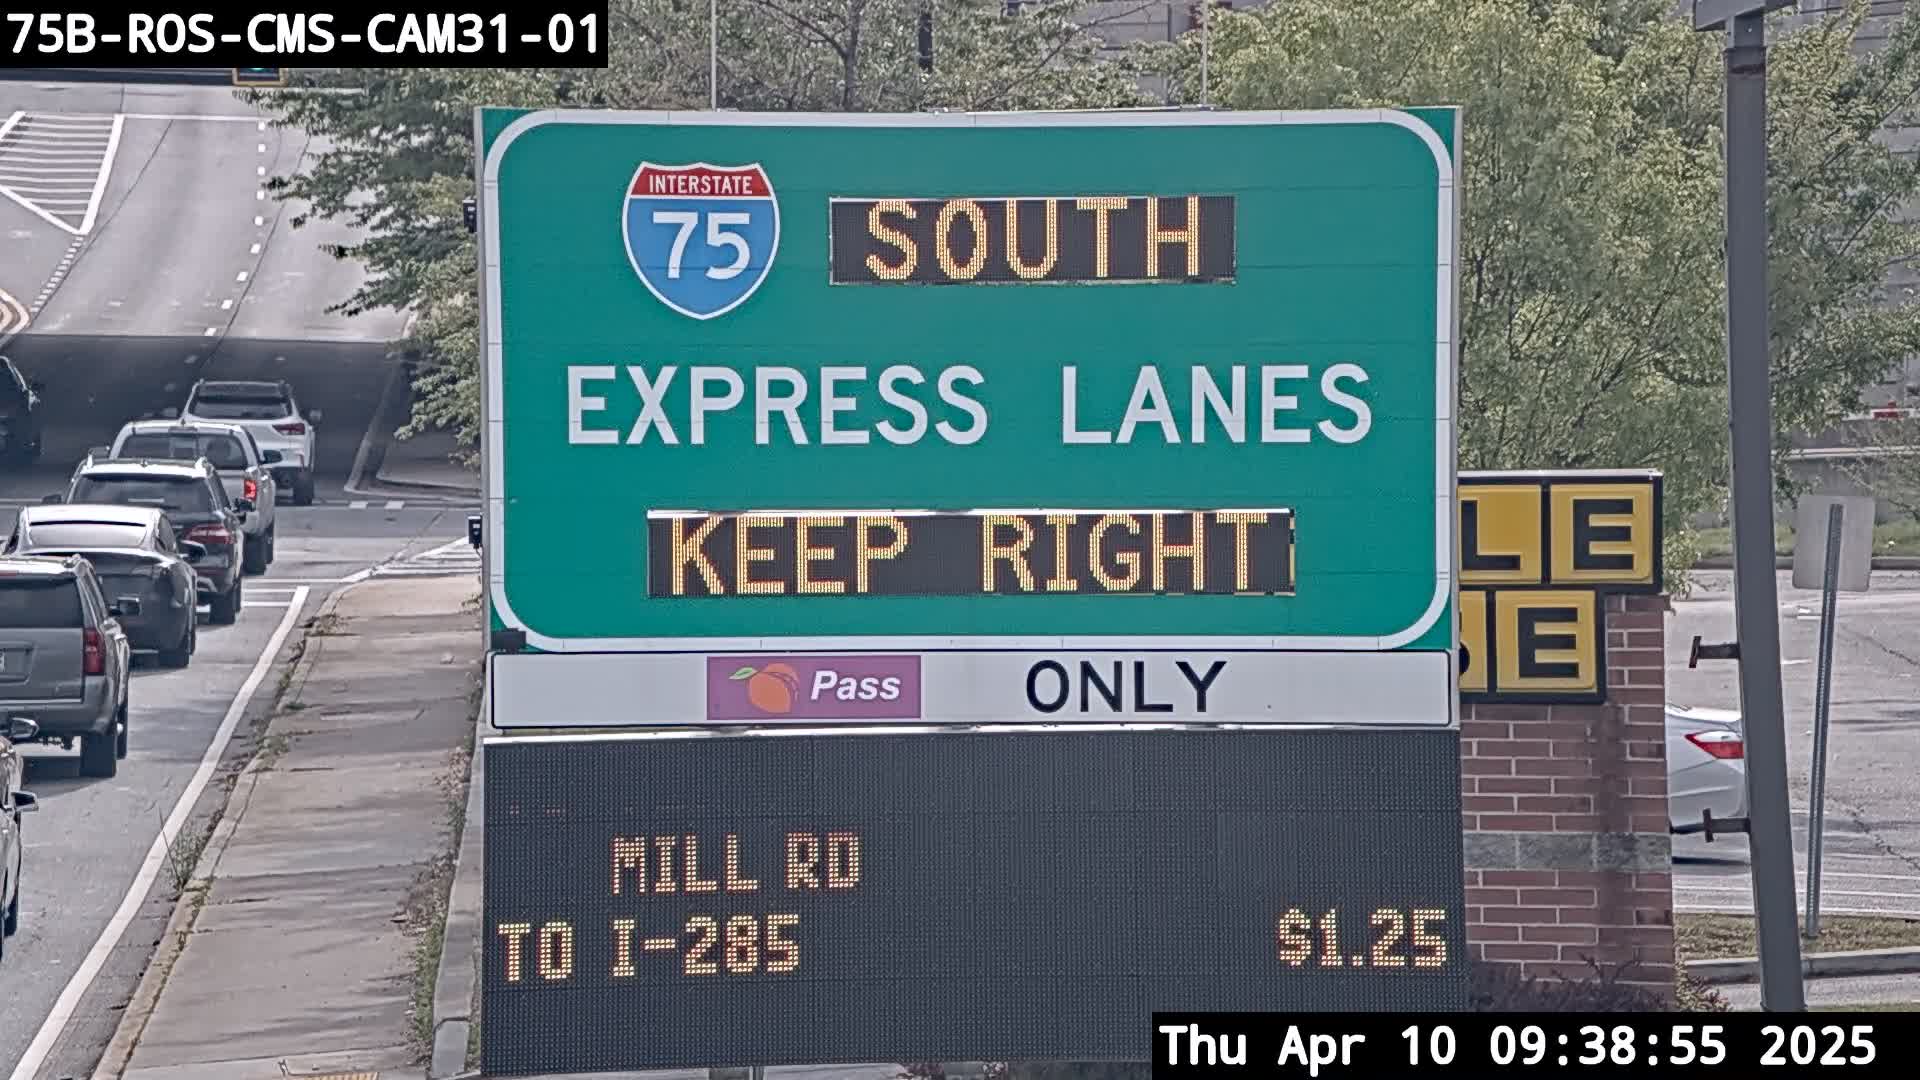 75B-ROS-CMS-CAM31-01
INTERSTATE
75
SOUTH
EXPRESS LANES
KEEP RIGHT
LE
E
Pass ONLY
MILL RD
TO I-285 $1.25
Thu Apr 10 09:38:55 2025